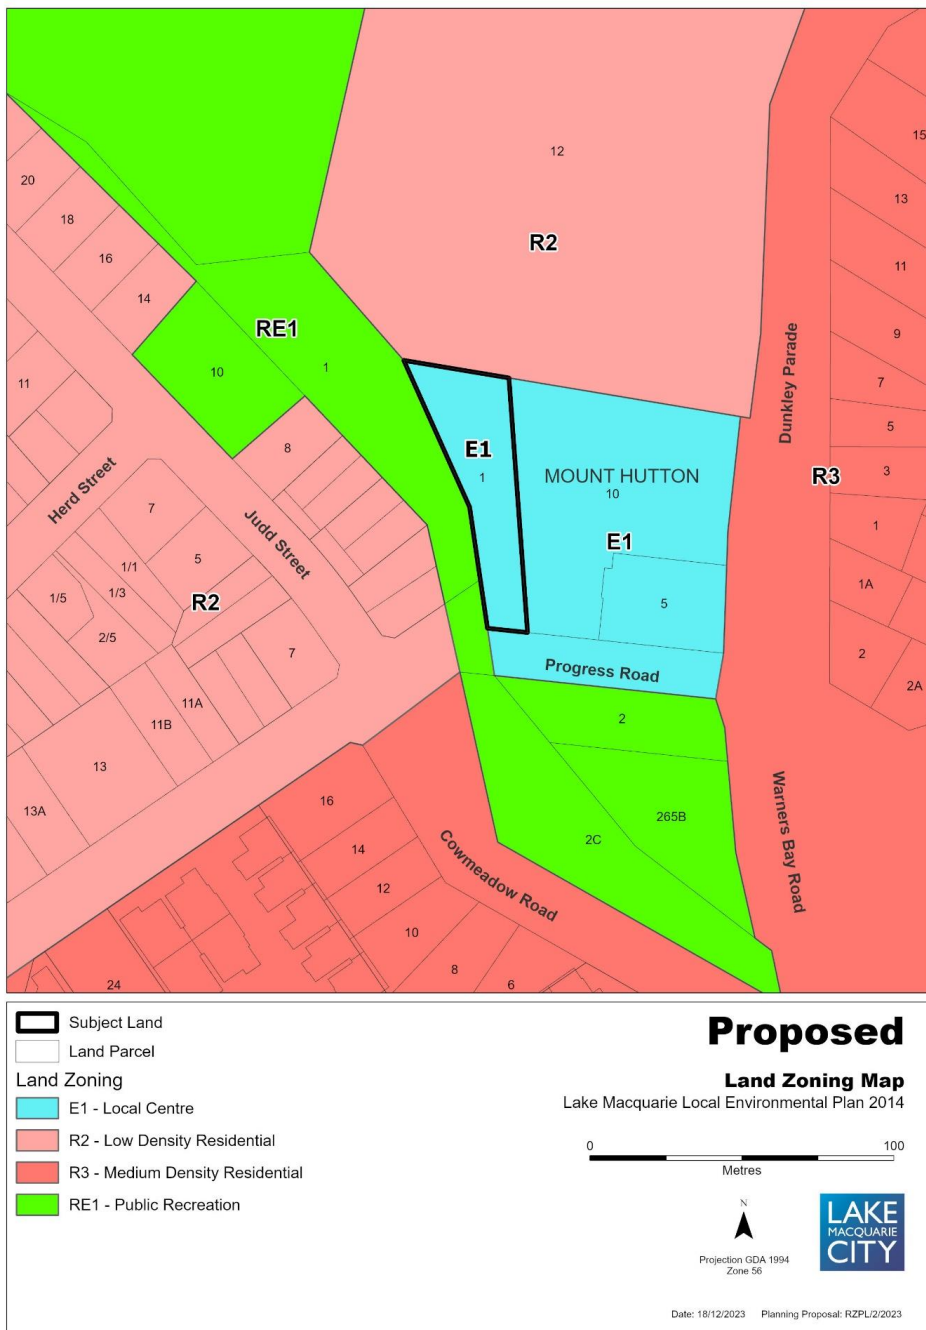 12
15
20
13
18
R2
16
11
14
RE1
9
Dunkley Parade
1
10
7
11
5
E1
8
MOUNT HUTTON
3
R3
1
10
Herd Street
7
1
Judd Street
E1
5
1/1
1A
1/5
1/3
R2
5
2/5
7
2
Progress Road
2A
11A
2
11B
13
16
265B
13A
2C
14
Warners Bay Road
Cowmeadow Road
12
10
8
24
6
Subject Land
Land Parcel
Land Zoning
E1 - Local Centre
R2 - Low Density Residential
R3 - Medium Density Residential
RE1 - Public Recreation
Proposed
Land Zoning Map
Lake Macquarie Local Environmental Plan 2014
0 100
Metres
N
Projection GDA 1994
Zone 56
LAKE
MACQUARIE
CITY
Date: 18/12/2023 Planning Proposal: RZPL/2/2023